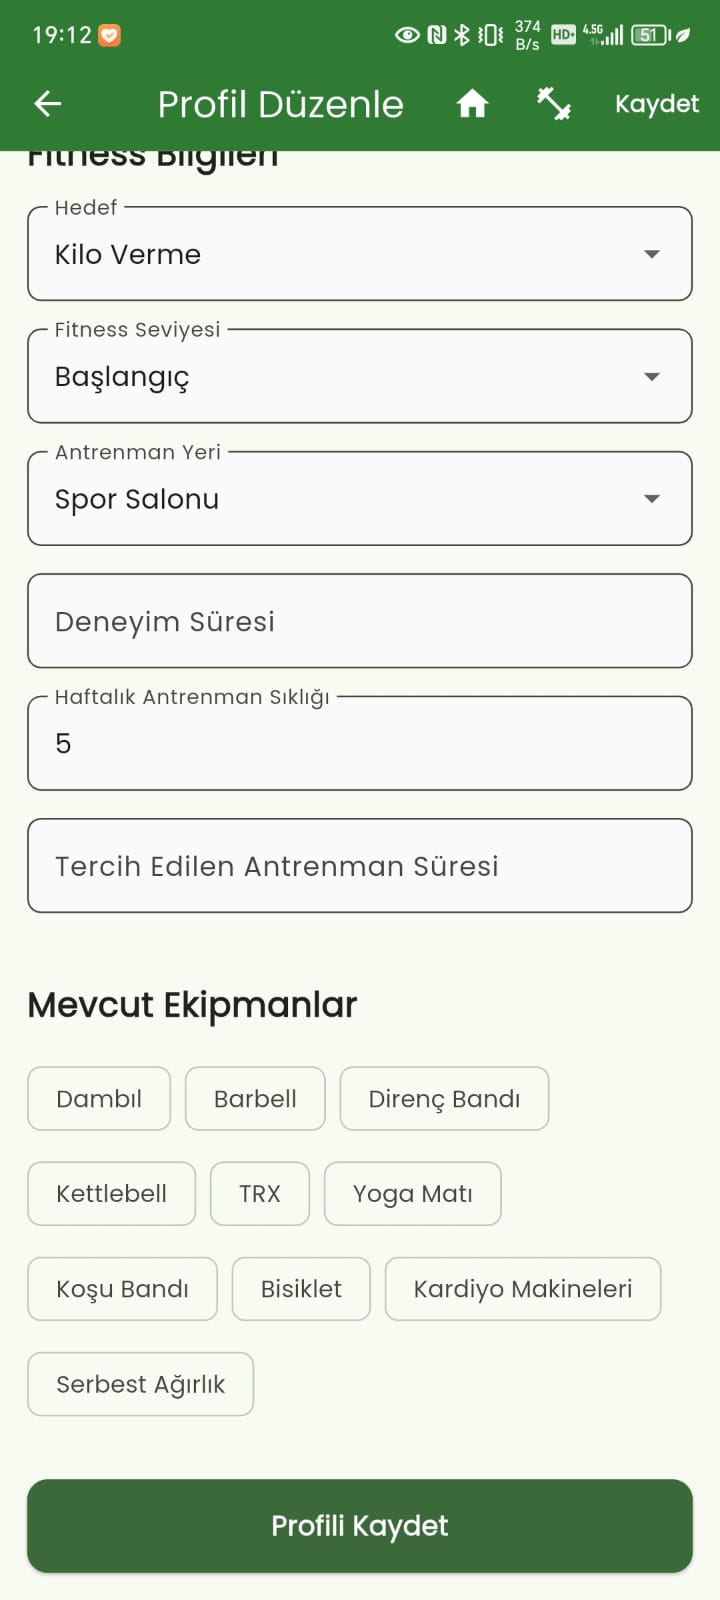 19:12 374 B/s HD+ 4.5G 51
Profil Düzenle Kaydet
Fitness Bilgileri
Hedef
Kilo Verme
Fitness Seviyesi
Başlangıç
Antrenman Yeri
Spor Salonu
Deneyim Süresi
Haftalık Antrenman Sıklığı
5
Tercih Edilen Antrenman Süresi
Mevcut Ekipmanlar
Dambıl Barbell Direnç Bandı
Kettlebell TRX Yoga Matı
Koşu Bandı Bisiklet Kardiyo Makineleri
Serbest Ağırlık
Profili Kaydet